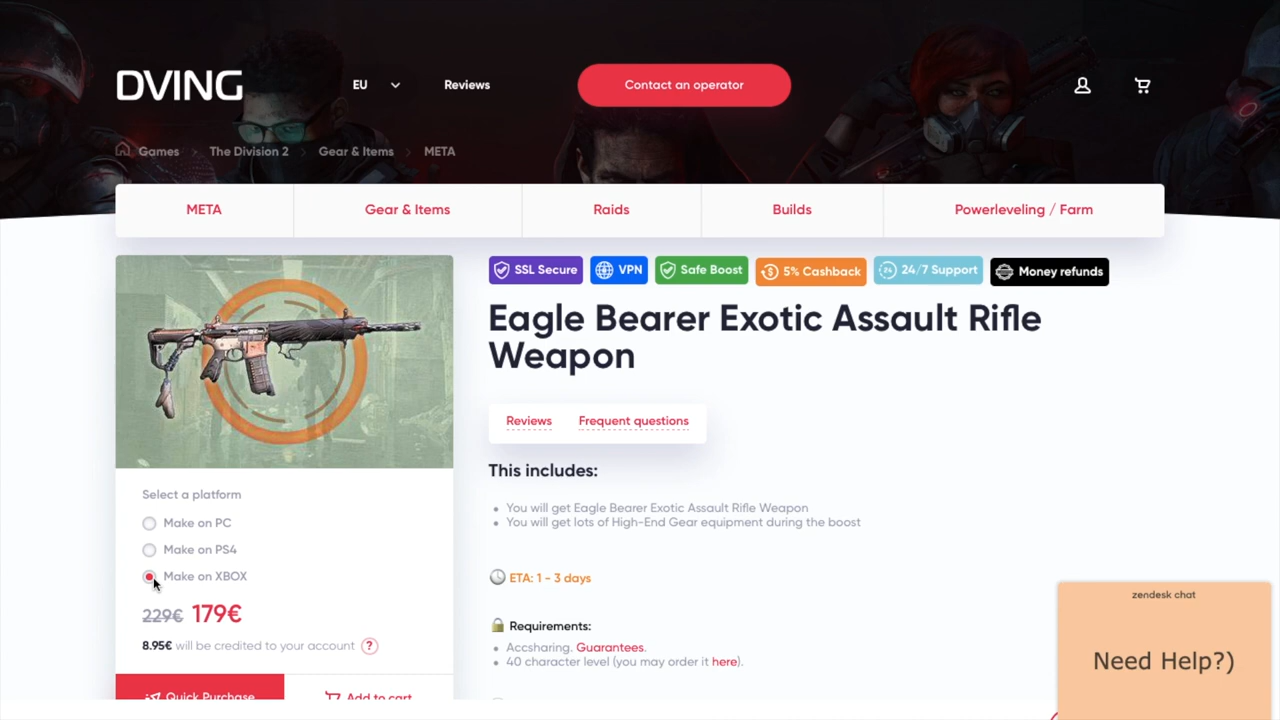 DVING
EU
Reviews
Contact an operator
Games
The Division 2
Gear & Items
META
META
Gear & Items
Raids
Builds
Powerleveling / Farm
SSL Secure
VPN
Safe Boost
5% Cashback
24/7 Support
Money refunds
Eagle Bearer Exotic Assault Rifle
Weapon
Reviews
Frequent questions
This includes:
You will get Eagle Bearer Exotic Assault Rifle Weapon
You will get lots of High-End Gear equipment during the boost
ETA: 1 - 3 days
Requirements:
Accsharing. Guarantees.
40 character level (you may order it here).
Select a platform
Make on PC
Make on PS4
Make on XBOX
229€ 179€
8.95€ will be credited to your account ?
Quick Purchase
Add to cart
zendesk chat
Need Help?)